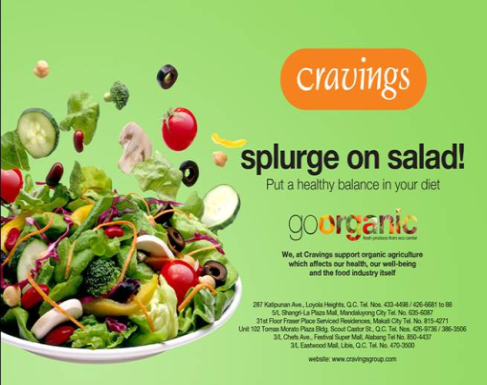 cravings
splurge on salad!
Put a healthy balance in your diet
goorganic
fresh produce from eco center
We, at Cravings support organic agriculture
which affects our health, our well-being
and the food industry itself
287 Katipunan Ave., Loyola Heights, Q.C. Tel. Nos. 433-4498 / 426-6681 to 88
5/L Shangri-La Plaza Mall, Mandaluyong City Tel. No. 635-6087
31st Floor Fraser Place Serviced Residences, Makati City Tel. No. 815-4271
Unit 102 Tomas Morato Plaza Bldg, Scout Castor St., Q.C. Tel. Nos. 426-9736 / 386-3506
3/L Chefs Ave., Festival Super Mall, Alabang Tel No. 850-4437
3/L Eastwood Mall, Libis, Q.C. Tel. No. 470-3500
website: www.cravingsgroup.com